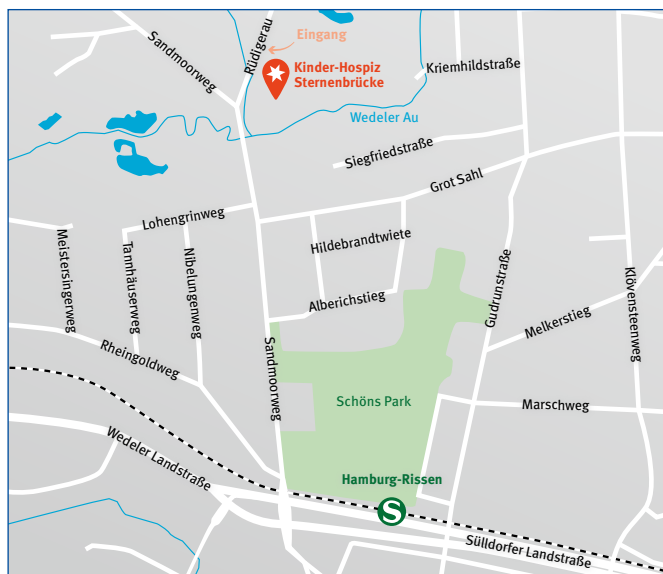 Sandmoorweg
Rüdigerau
Eingang
Kinder-Hospiz
Sternenbrücke
Kriemhildstraße
Wedeler Au
Siegfriedstraße
Grot Sahl
Lohengrinweg
Hildebrandtwiete
Meistersingerweg
Tannhäuserweg
Nibelungenweg
Alberichstieg
Gudrunstraße
Klövensteenweg
Melkerstieg
Rheingoldweg
Sandmoorweg
Schöns Park
Marschweg
Wedeler Landstraße
Hamburg-Rissen
S
Sülldorfer Landstraße